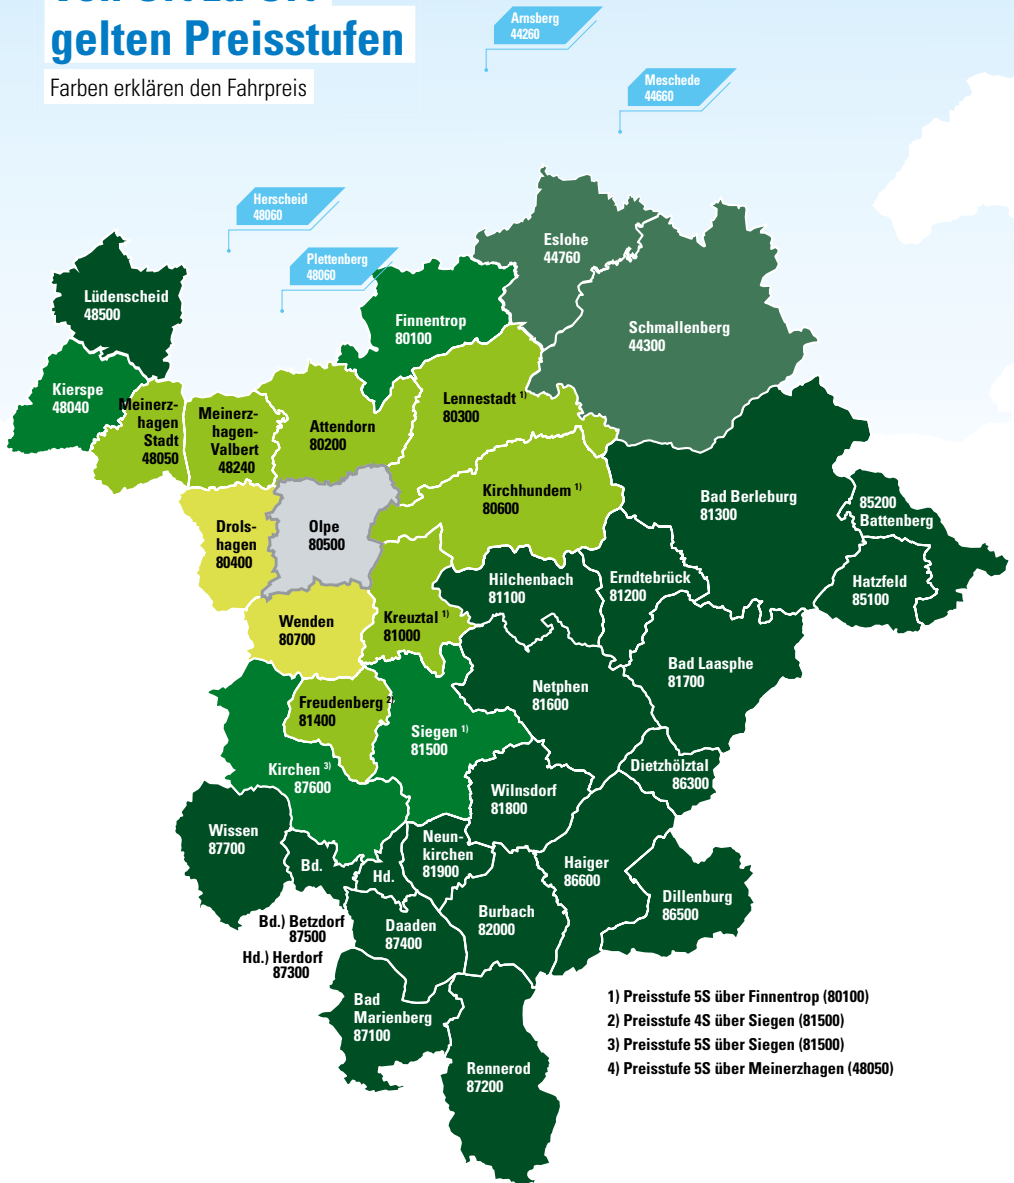 gelten Preisstufen
Farben erklären den Fahrpreis
Arnsberg
44260
Meschede
44660
Herscheid
48060
Plettenberg
48060
Eslohe
44760
Lüdenscheid
48500
Finnentrop
80100
Schmallenberg
44300
Kierspe
48040
Meinerz-
hagen
Stadt
48050
Meinerz-
hagen-
Valbert
48240
Attendorn
80200
Lennestadt 1)
80300
Kirchhundem 1)
80600
Bad Berleburg
81300
85200
Battenberg
Drols-
hagen
80400
Olpe
80500
Hilchenbach
81100
Erndtebrück
81200
Hatzfeld
85100
Wenden
80700
Kreuztal 1)
81000
Bad Laasphe
81700
Netphen
81600
Freudenberg 2)
81400
Siegen 1)
81500
Kirchen 3)
87600
Dietzhölztal
86300
Wilnsdorf
81800
Wissen
87700
Bd.
Hd.
Neun-
kirchen
81900
Haiger
86600
Dillenburg
86500
Bd.) Betzdorf
87500
Hd.) Herdorf
87300
Daaden
87400
Burbach
82000
Bad
Marienberg
87100
Rennerod
87200
1) Preisstufe 5S über Finnentrop (80100)
2) Preisstufe 4S über Siegen (81500)
3) Preisstufe 5S über Siegen (81500)
4) Preisstufe 5S über Meinerzhagen (48050)